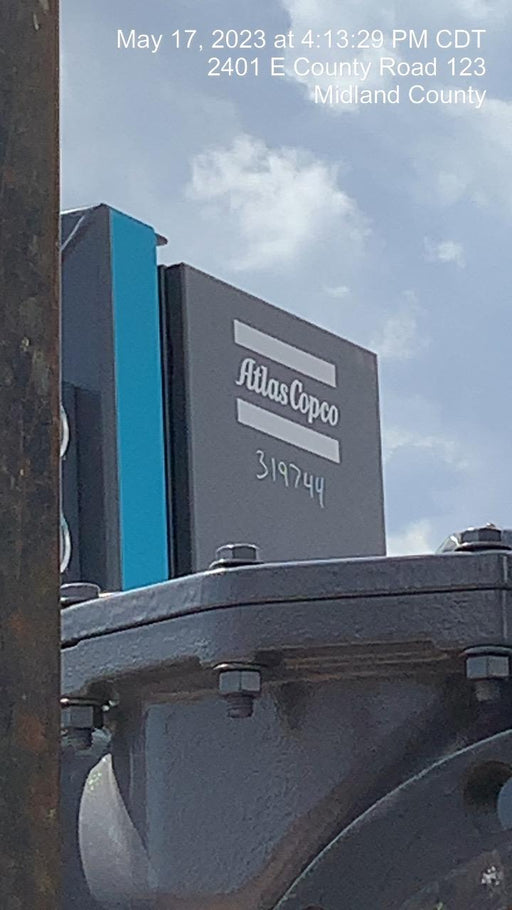 May 17, 2023 at 4:13:29 PM CDT
2401 E County Road 123
Midland County
Atlas Copco
319744